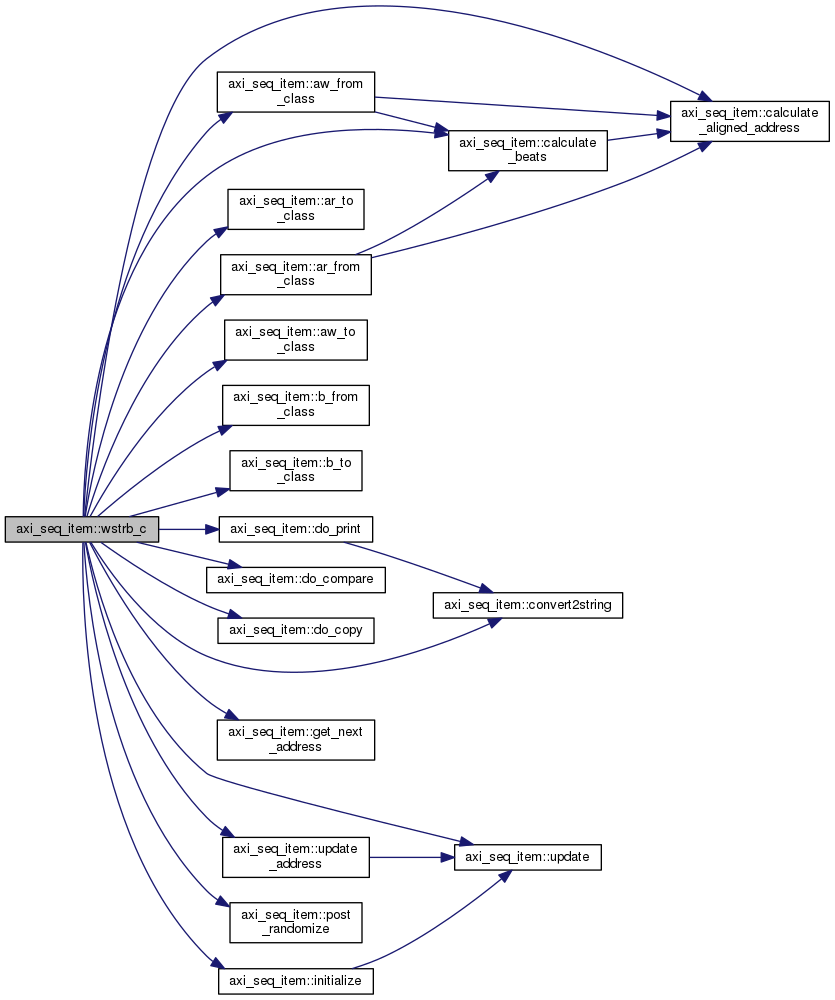 axi_seq_item::wstrb_c
axi_seq_item::aw_from
_class
axi_seq_item::calculate
_aligned_address
axi_seq_item::calculate
_beats
axi_seq_item::ar_to
_class
axi_seq_item::ar_from
_class
axi_seq_item::aw_to
_class
axi_seq_item::b_from
_class
axi_seq_item::b_to
_class
axi_seq_item::do_print
axi_seq_item::do_compare
axi_seq_item::convert2string
axi_seq_item::do_copy
axi_seq_item::get_next
_address
axi_seq_item::update
_address
axi_seq_item::update
axi_seq_item::post
_randomize
axi_seq_item::initialize